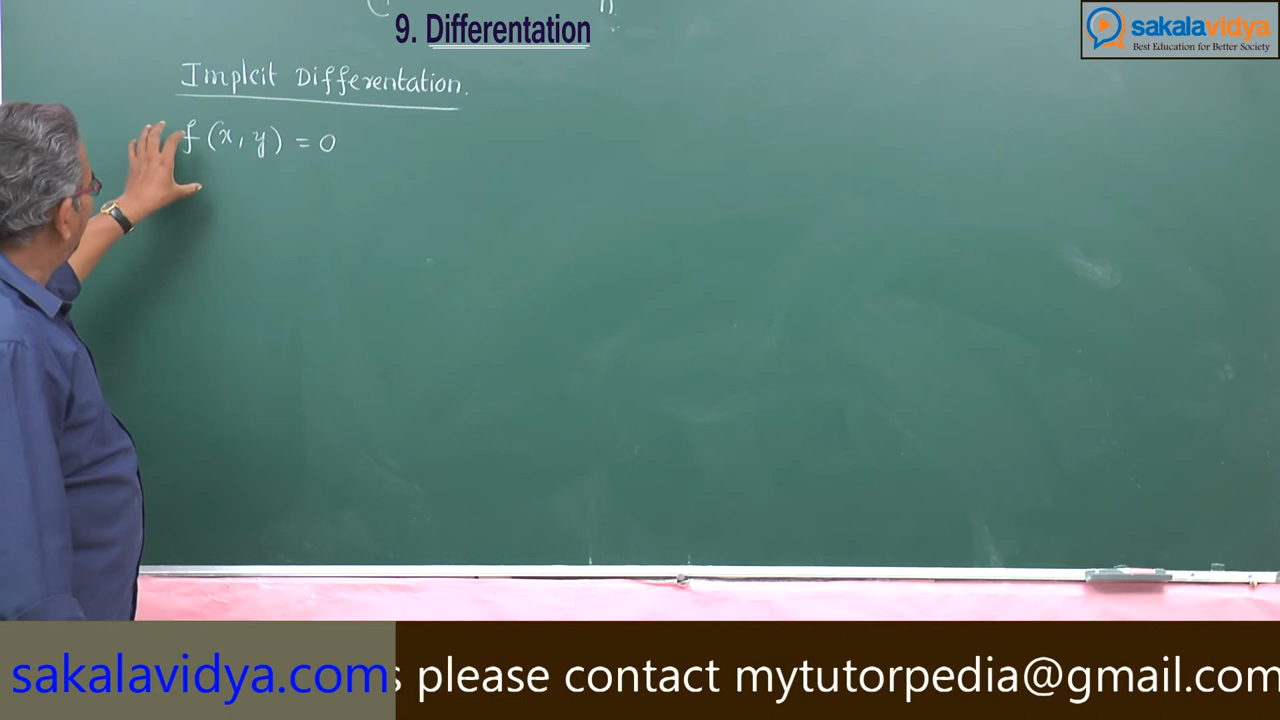 9. Differentation
sakalavidya
Best Education for Better Society
Implcit Differentation.
f(x, y) = 0
sakalavidya.com
s please contact mytutorpedia@gmail.com